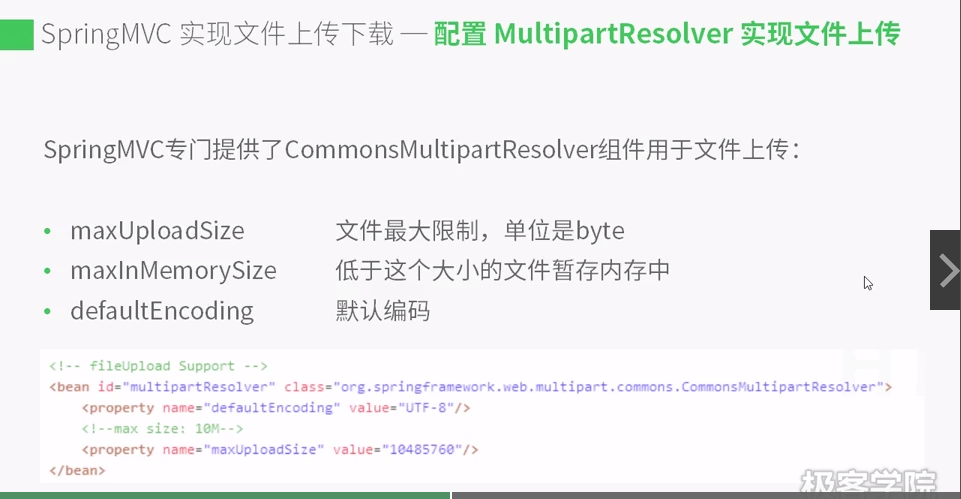 SpringMVC 实现文件上传下载 — 配置 MultipartResolver 实现文件上传
SpringMVC专门提供了CommonsMultipartResolver组件用于文件上传：
• maxUploadSize 文件最大限制，单位是byte
• maxInMemorySize 低于这个大小的文件暂存内存中
• defaultEncoding 默认编码
<!-- fileUpload Support -->
<bean id="multipartResolver" class="org.springframework.web.multipart.commons.CommonsMultipartResolver">
<property name="defaultEncoding" value="UTF-8"/>
<!--max size: 10M-->
<property name="maxUploadSize" value="10485760"/>
</bean>
极客学院